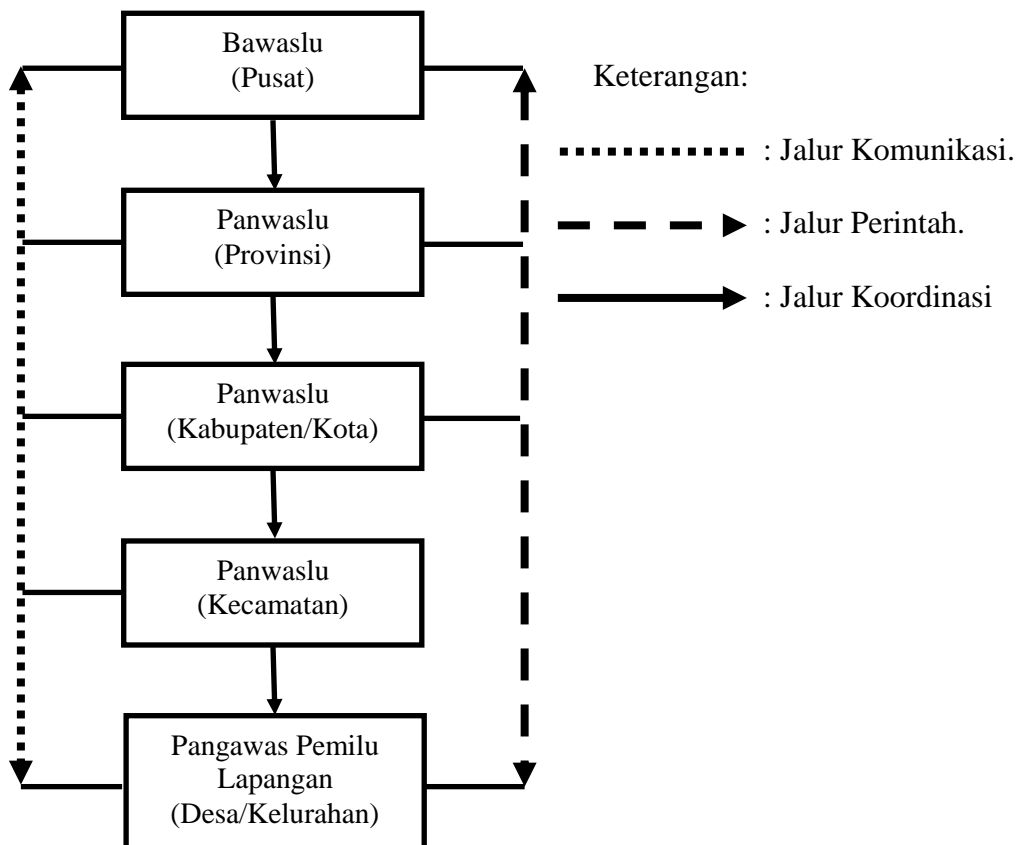 Bawaslu
(Pusat)
Panwaslu
(Provinsi)
Panwaslu
(Kabupaten/Kota)
Panwaslu
(Kecamatan)
Pangawas Pemilu
Lapangan
(Desa/Kelurahan)
Keterangan:
: Jalur Komunikasi.
: Jalur Perintah.
: Jalur Koordinasi